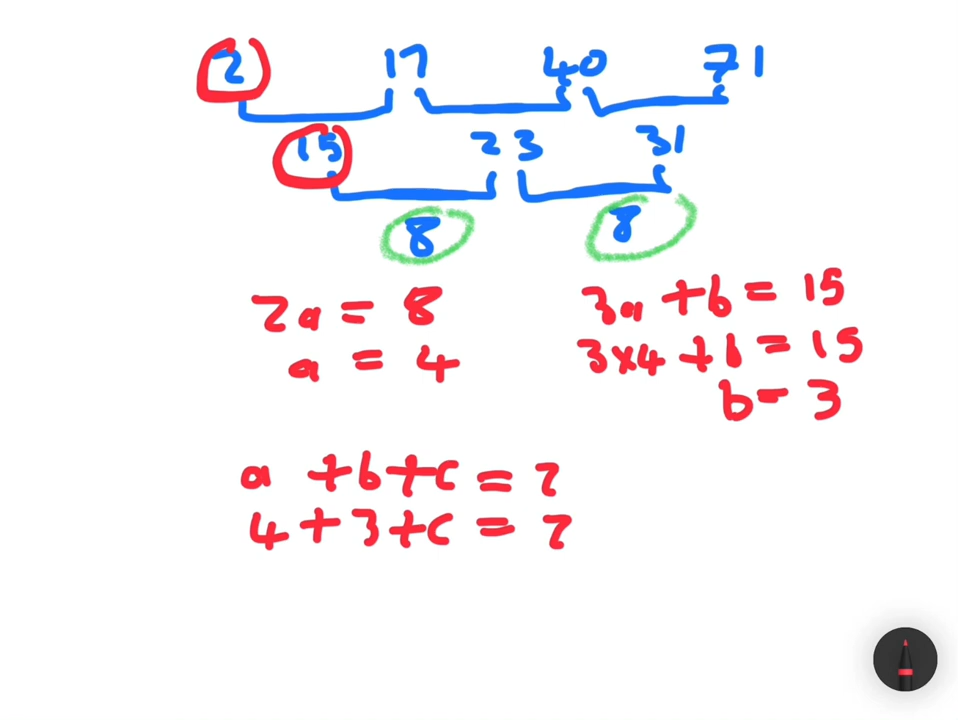 2 17 40 71
15 23 31
8 8
2a = 8
a = 4
3a + b = 15
3x4 + b = 15
b = 3
a + b + c = 2
4 + 3 + c = 2